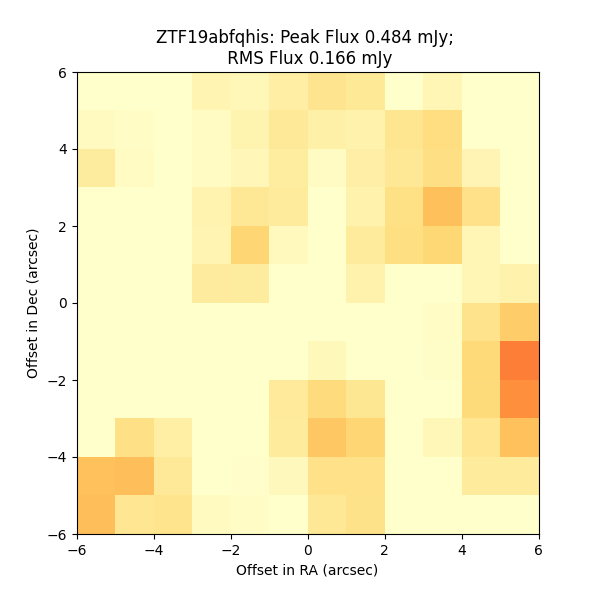 ZTF19abfqhis: Peak Flux 0.484 mJy;
RMS Flux 0.166 mJy
6
4
2
0
−2
−4
−6
Offset in Dec (arcsec)
−6 −4 −2 0 2 4 6
Offset in RA (arcsec)